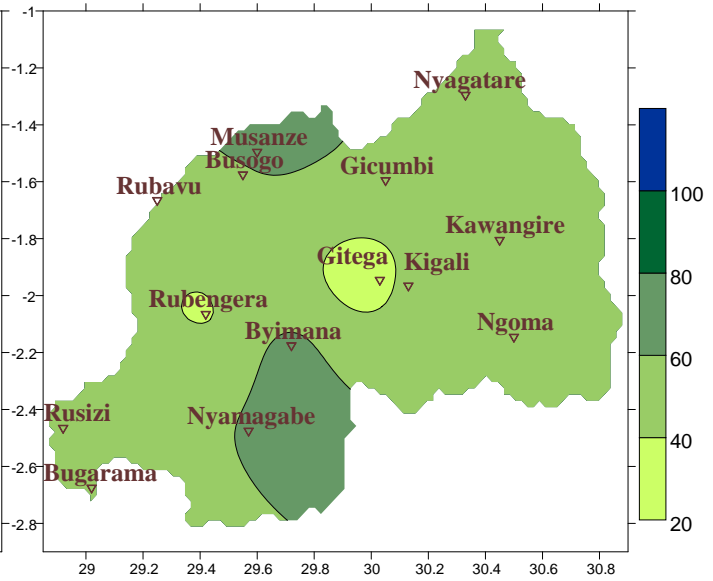 -1
-1.2
-1.4
-1.6
-1.8
-2
-2.2
-2.4
-2.6
-2.8
Nyagatare
Musanze
Busogo
Gicumbi
Rubavu
Kawangire
Gitega
Kigali
Rubengera
Ngoma
Byimana
Rusizi
Nyamagabe
Bugarama
100
80
60
40
20
29 29.2 29.4 29.6 29.8 30 30.2 30.4 30.6 30.8